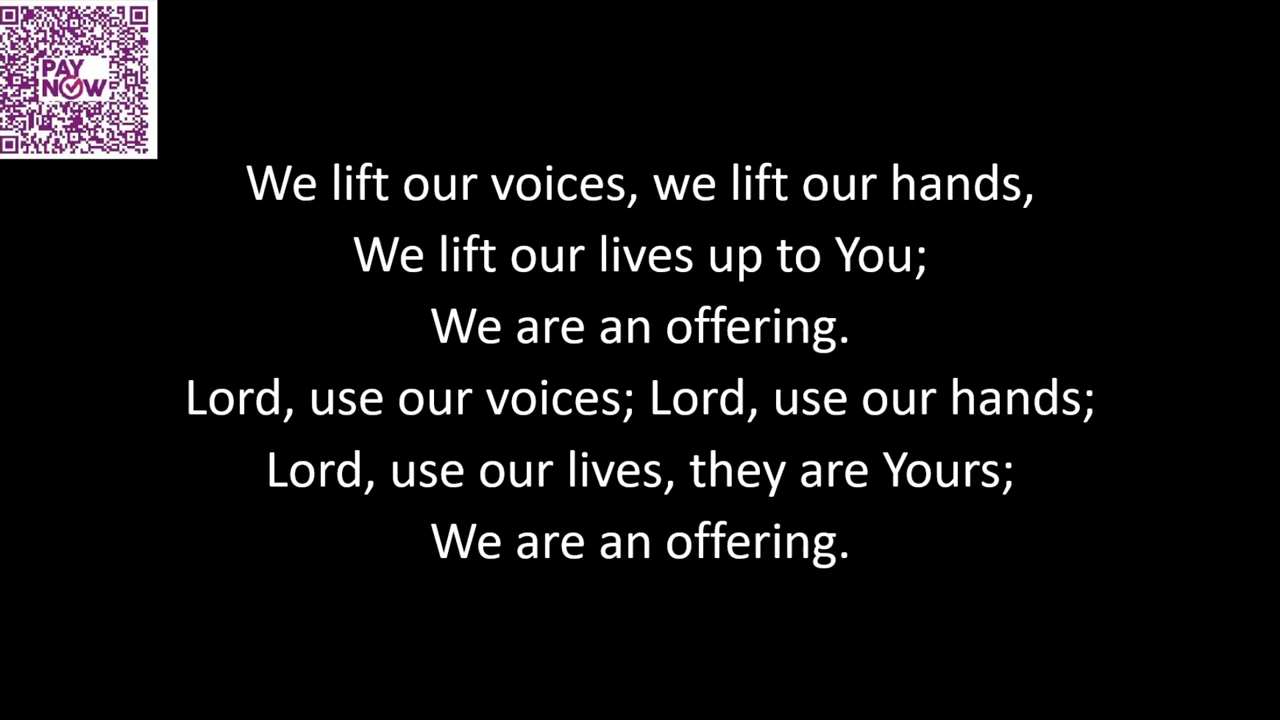 PAY
NOW
We lift our voices, we lift our hands,
We lift our lives up to You;
We are an offering.
Lord, use our voices; Lord, use our hands;
Lord, use our lives, they are Yours;
We are an offering.